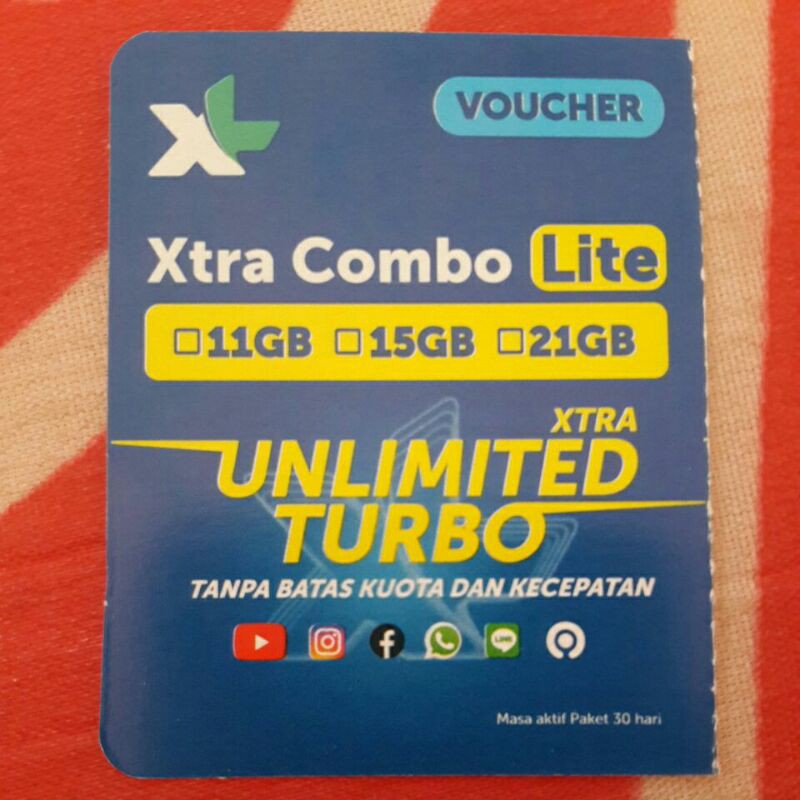 XL
VOUCHER
Xtra Combo Lite
11GB 15GB 21GB
XTRA
UNLIMITED
TURBO
TANPA BATAS KUOTA DAN KECEPATAN
LINE
Masa aktif Paket 30 hari